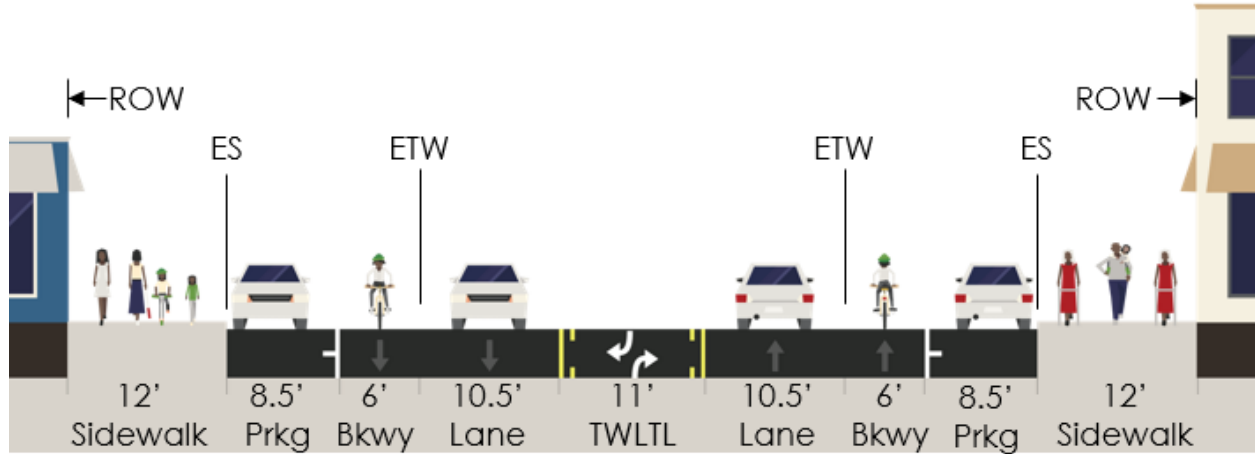 ROW ROW
ES ETW ETW ES
12’ 8.5’ 6’ 10.5’ 11’ 10.5’ 6’ 8.5’ 12’
Sidewalk Prkg Bkwy Lane TWLTL Lane Bkwy Prkg Sidewalk